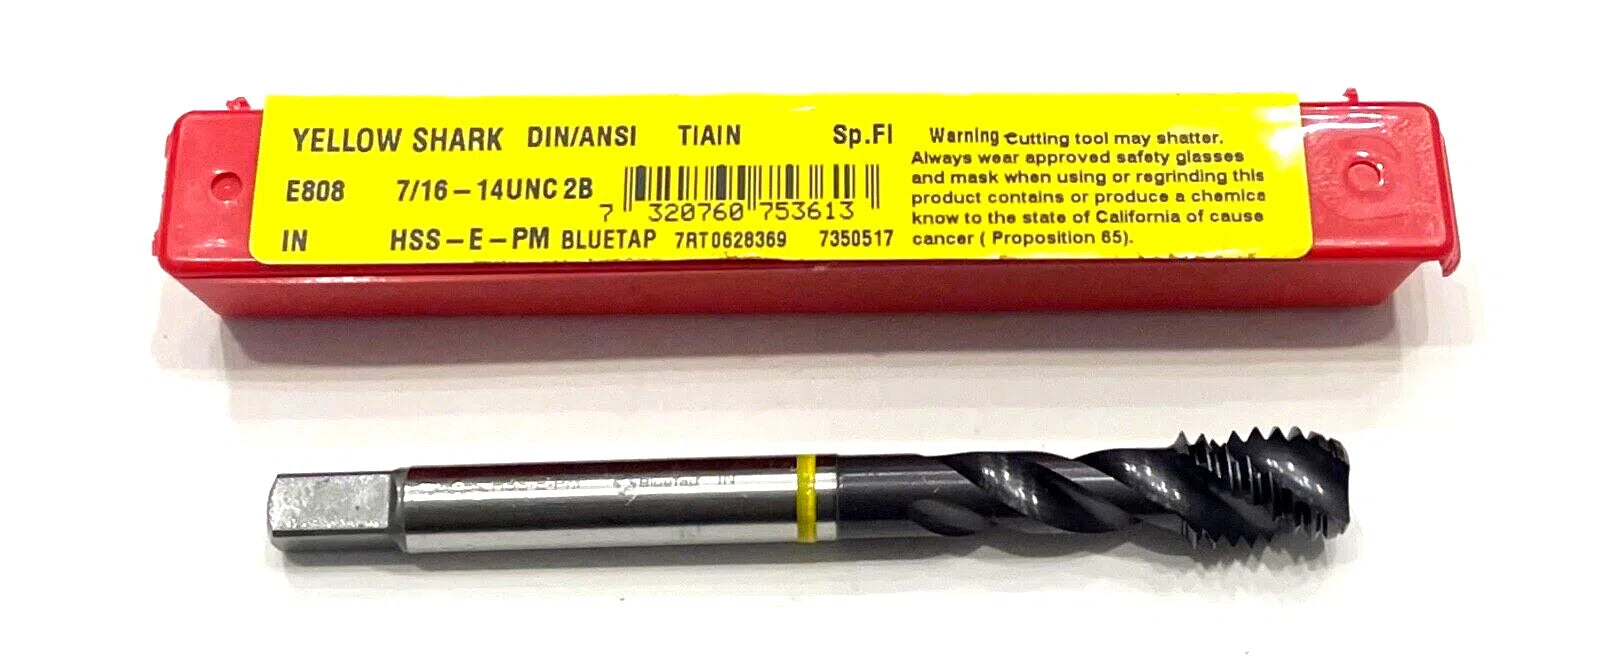 YELLOW SHARK DIN/ANSI TIAIN Sp.Fl
E808 7/16-14UNC 2B
7 320760 753613
IN HSS-E-PM BLUETAP 7RT0628369 7350517
Warning Cutting tool may shatter.
Always wear approved safety glasses
and mask when using or regrinding this
product contains or produce a chemica
know to the state of California of cause
cancer ( Proposition 65).
IN